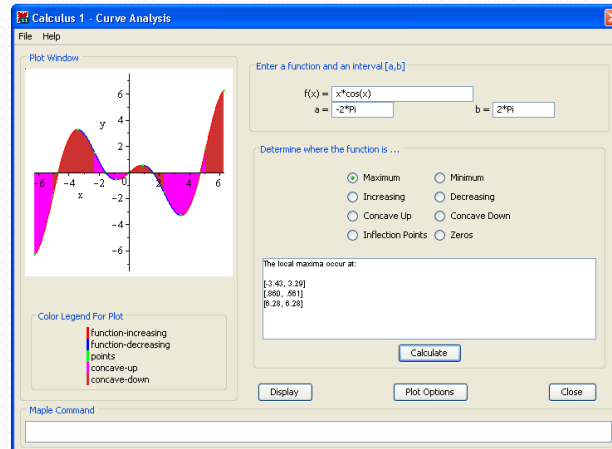 Calculus 1 - Curve Analysis
File Help
Plot Window
6
4
y
2
-6 -4 -2 0 2 4 6
x
-2
-4
-6
Color Legend For Plot
function-increasing
function-decreasing
points
concave-up
concave-down
Enter a function and an interval [a,b]
f(x) = x*cos(x)
a = -2*Pi b = 2*Pi
Determine where the function is ...
Maximum Minimum
Increasing Decreasing
Concave Up Concave Down
Inflection Points Zeros
The local maxima occur at:
[-3.43, 3.29]
[.860, .561]
[6.28, 6.28]
Calculate
Display Plot Options Close
Maple Command